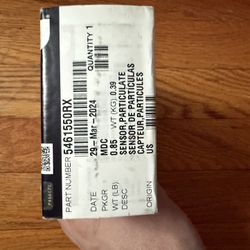 PART NUMBER 5461550RX
QUANTITY 1
DATE 29-Mar-2024
PKGR MDC
WT (LB) 0.85 WT (KG) 0.39
DESC SENSOR,PARTICULATE
SENSOR DE PARTÍCULAS
CAPTEUR,PARTICULES
ORIGIN US